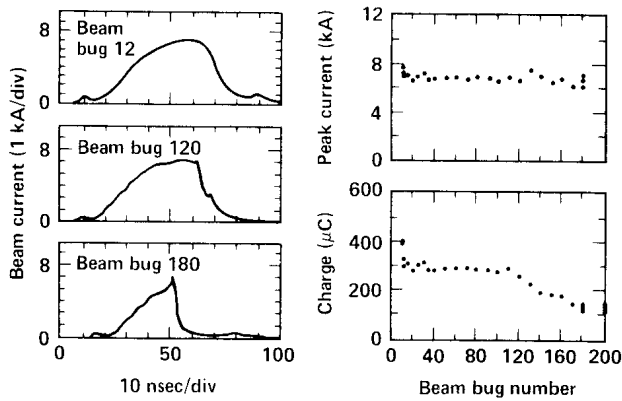 Beam current (1 kA/div)
Beam
bug 12
8
0
Beam bug 120
8
0
Beam bug 180
8
0
0
50
100
10 nsec/div
Peak current (kA)
12
8
4
0
Charge (μC)
600
400
200
0
0
40
80
120
160
200
Beam bug number